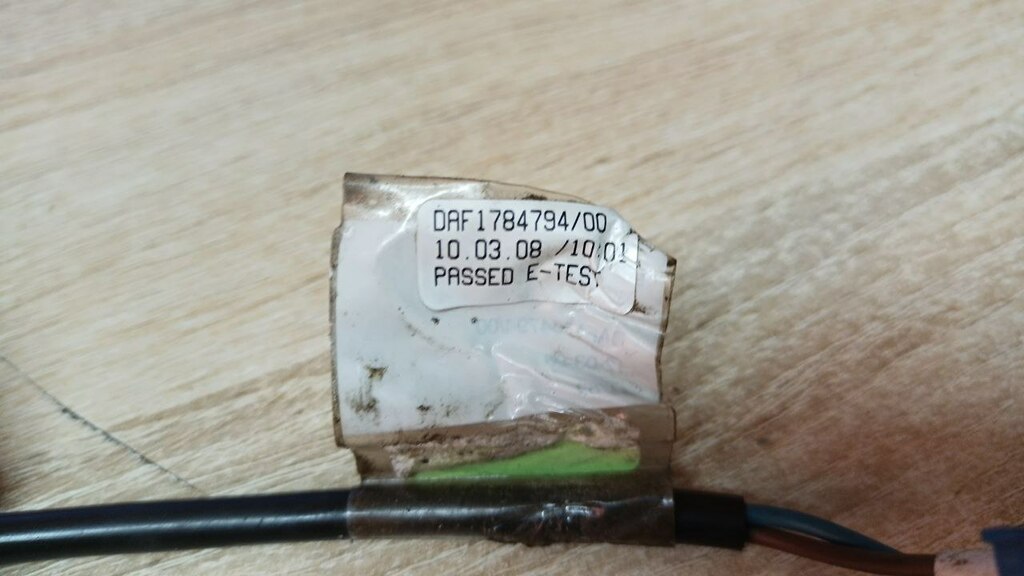 DAF1784794/00
10.03.08 /10:01
PASSED E-TEST